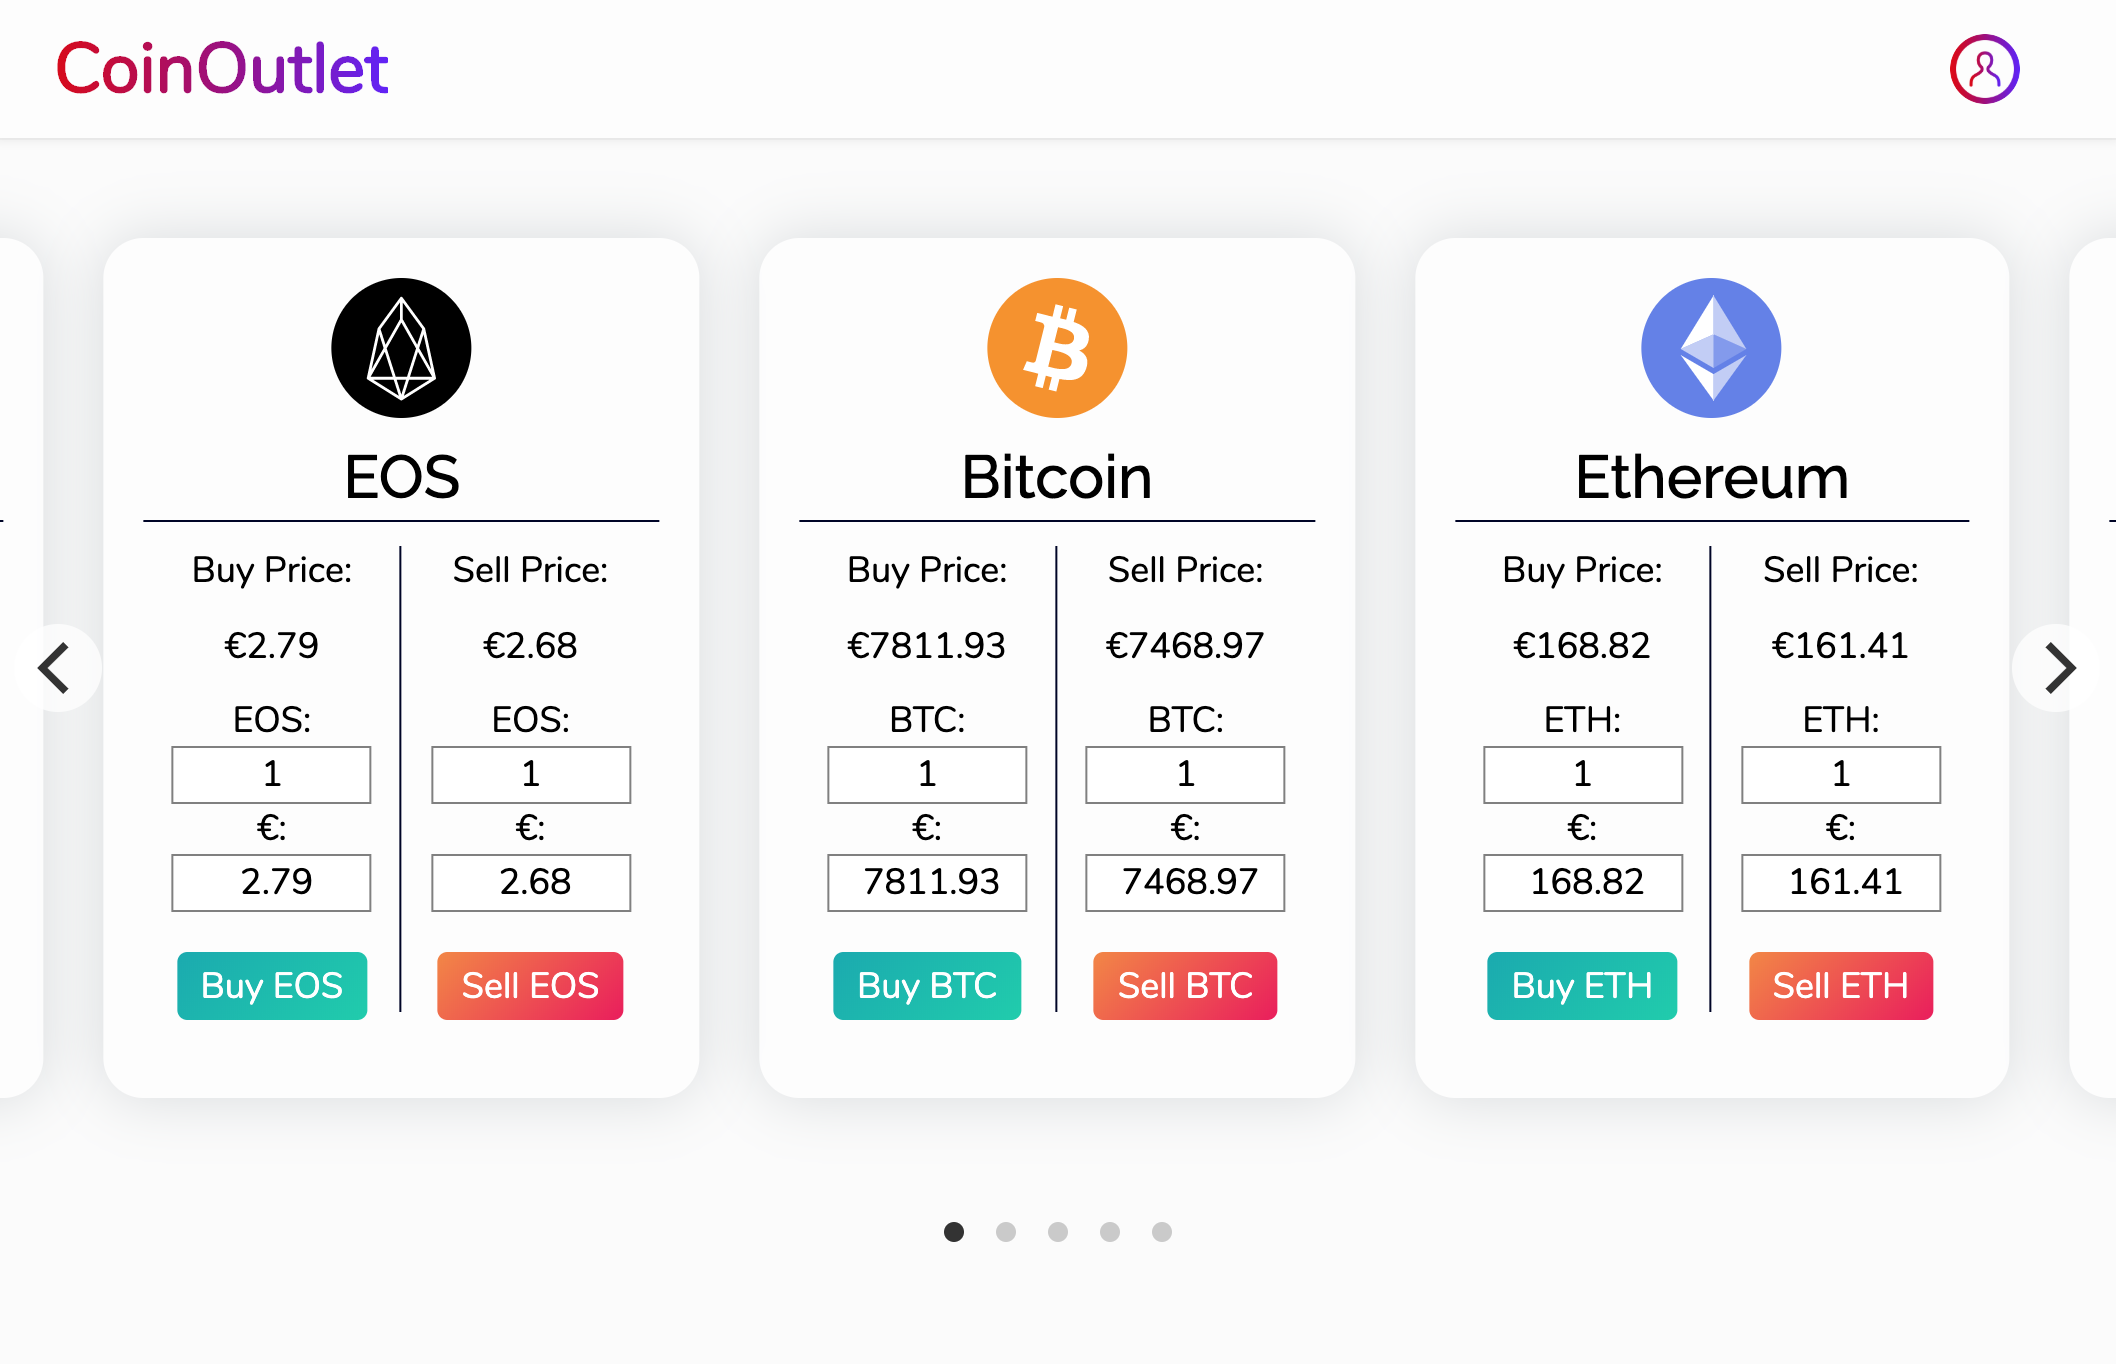 CoinOutlet
EOS
Buy Price:
€2.79
EOS:
1
€:
2.79
Buy EOS
Sell Price:
€2.68
EOS:
1
€:
2.68
Sell EOS
Bitcoin
Buy Price:
€7811.93
BTC:
1
€:
7811.93
Buy BTC
Sell Price:
€7468.97
BTC:
1
€:
7468.97
Sell BTC
Ethereum
Buy Price:
€168.82
ETH:
1
€:
168.82
Buy ETH
Sell Price:
€161.41
ETH:
1
€:
161.41
Sell ETH